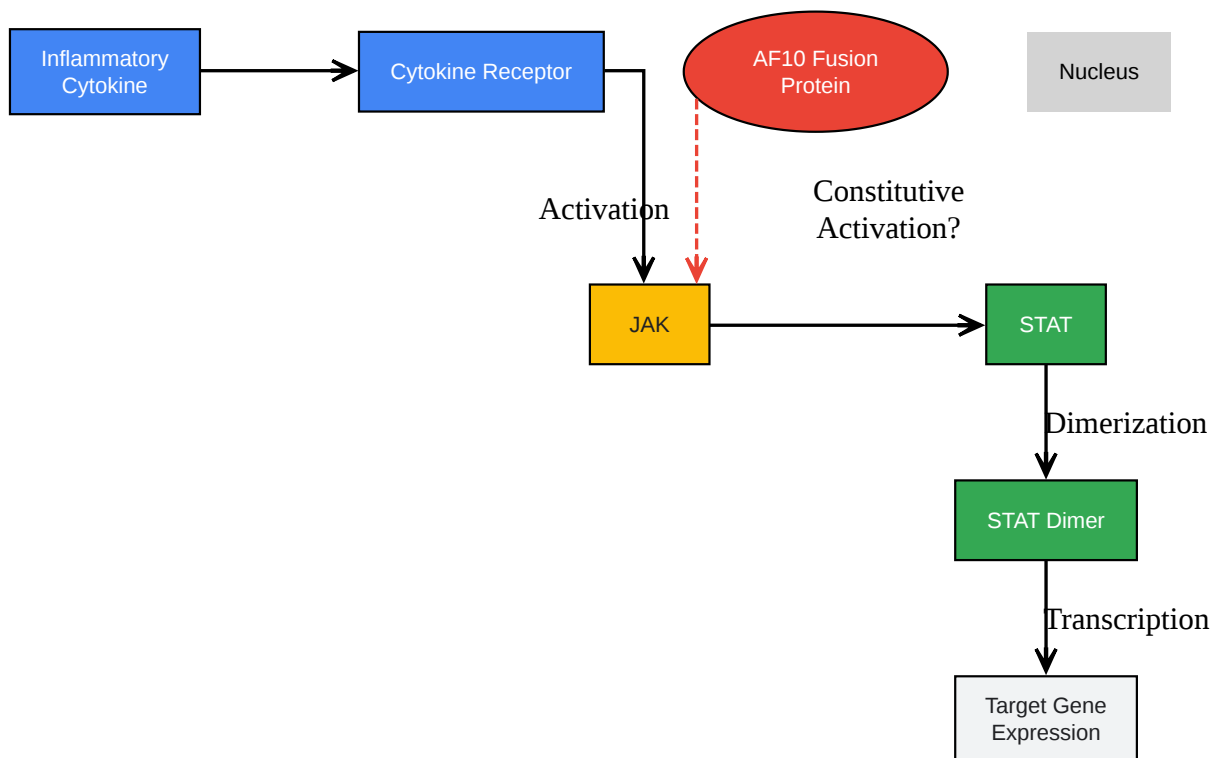 Inflammatory
Cytokine
Cytokine Receptor
AF10 Fusion
Protein
Nucleus
Activation
Constitutive
Activation?
JAK
STAT
Dimerization
STAT Dimer
Transcription
Target Gene
Expression